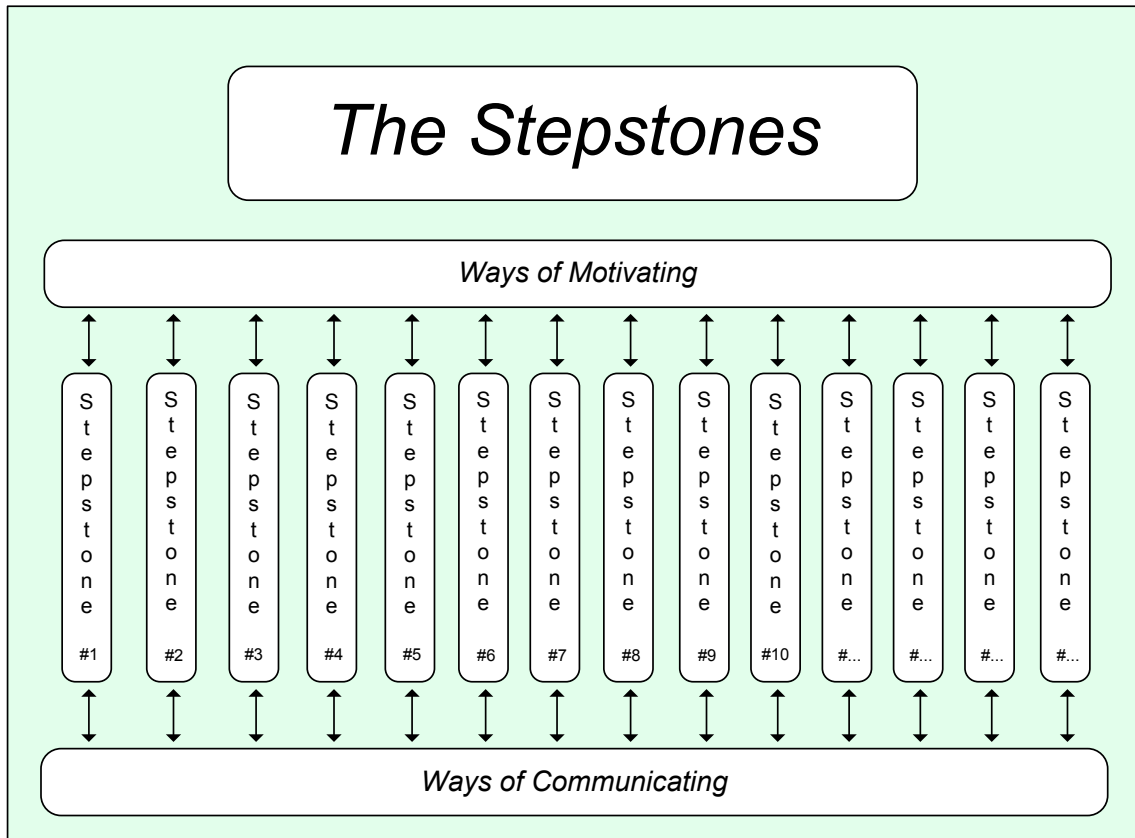 The Stepstones
Ways of Motivating
Stepstone #1
Stepstone #2
Stepstone #3
Stepstone #4
Stepstone #5
Stepstone #6
Stepstone #7
Stepstone #8
Stepstone #9
Stepstone #10
Stepstone #...
Stepstone #...
Stepstone #...
Stepstone #...
Ways of Communicating